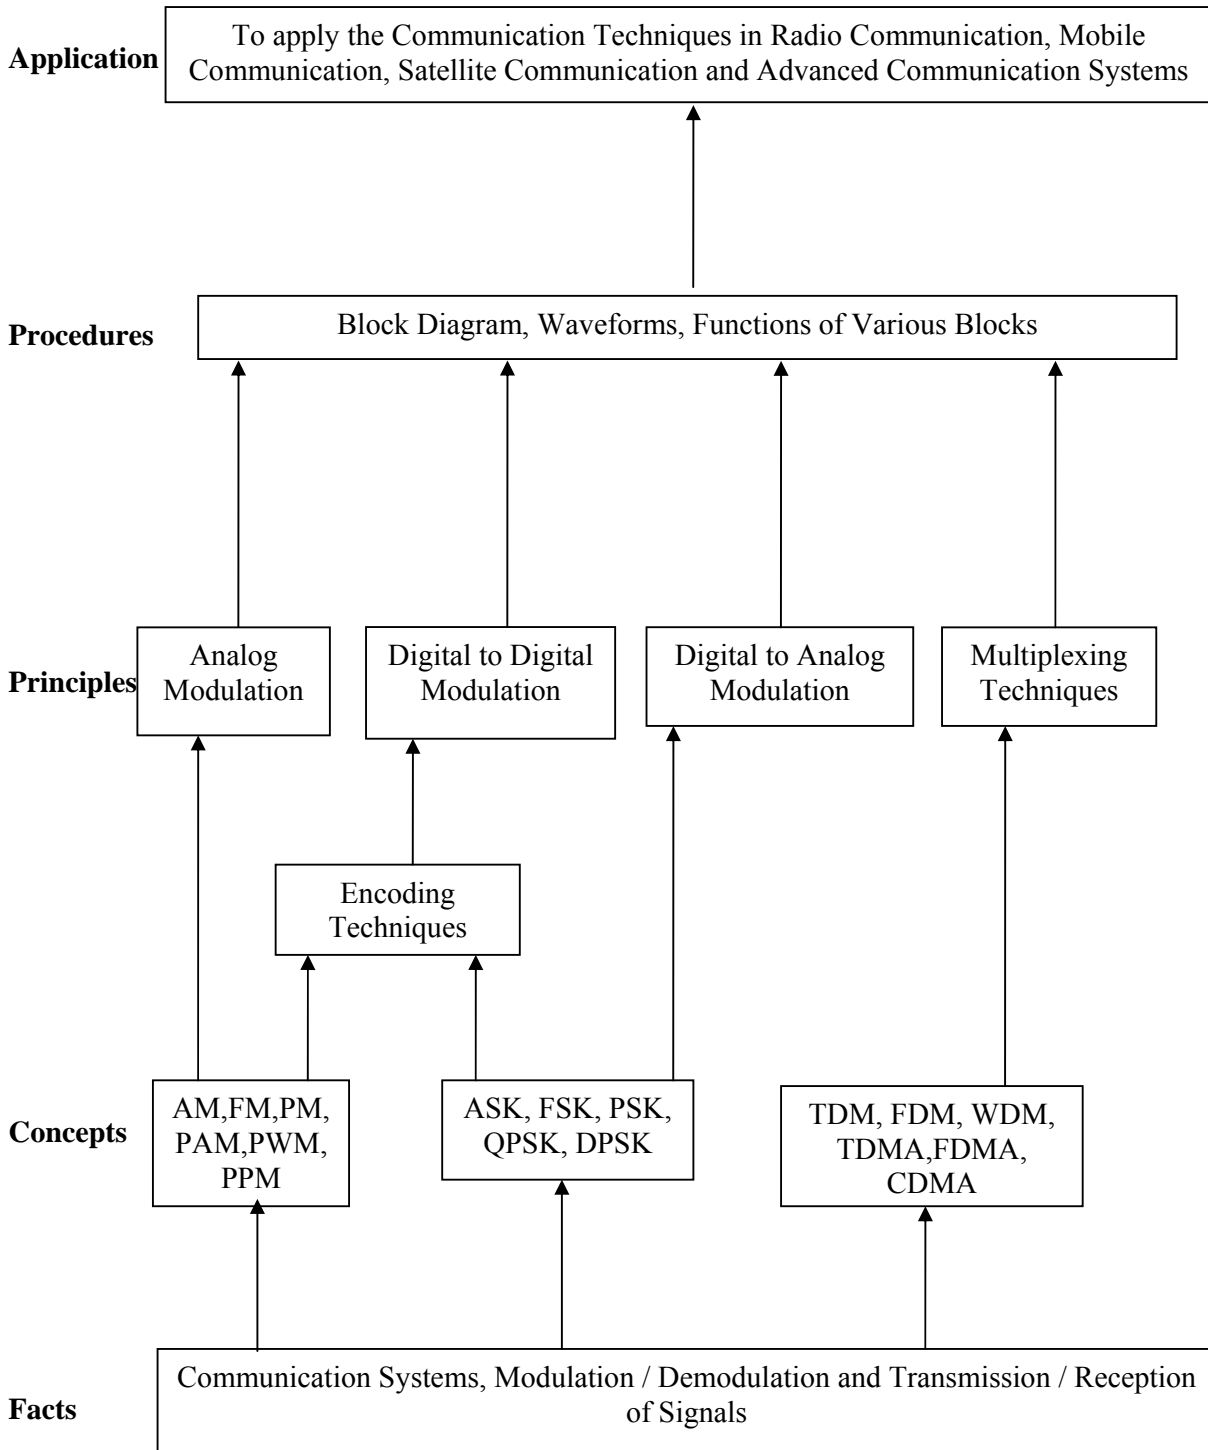 Application
To apply the Communication Techniques in Radio Communication, Mobile
Communication, Satellite Communication and Advanced Communication Systems
Procedures
Block Diagram, Waveforms, Functions of Various Blocks
Principles
Analog
Modulation
Digital to Digital
Modulation
Digital to Analog
Modulation
Multiplexing
Techniques
Encoding
Techniques
Concepts
AM,FM,PM,
PAM,PWM,
PPM
ASK, FSK, PSK,
QPSK, DPSK
TDM, FDM, WDM,
TDMA,FDMA,
CDMA
Facts
Communication Systems, Modulation / Demodulation and Transmission / Reception
of Signals